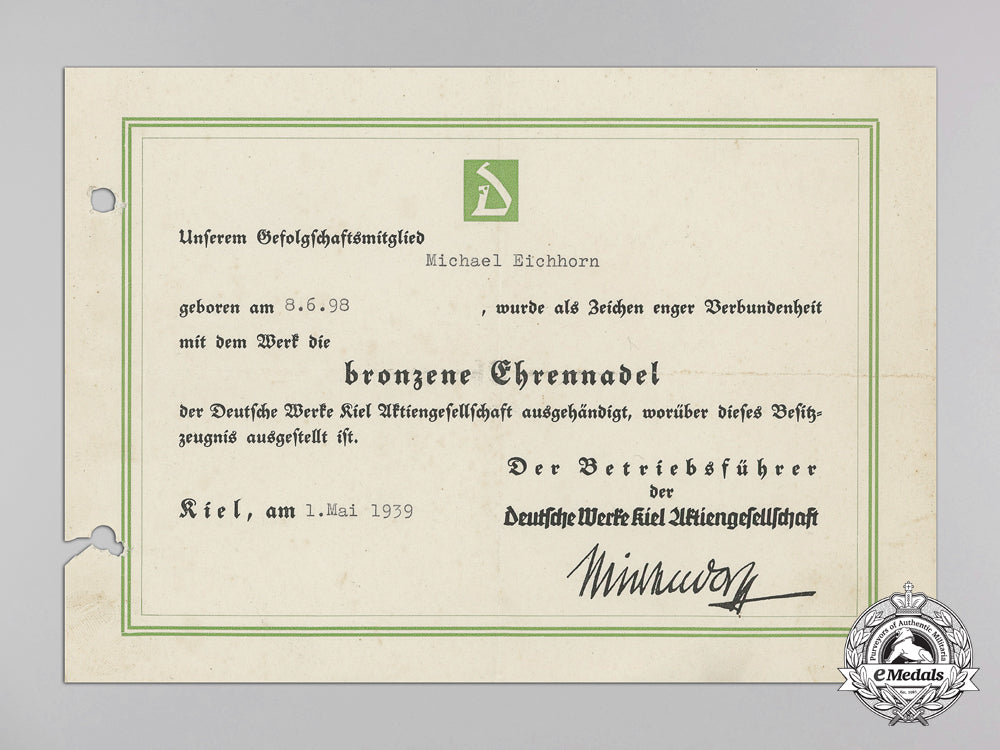 D
Unserem Gefolgschaftsmitglied
Michael Eichhorn
geboren am 8.6.98 , wurde als Zeichen enger Verbundenheit
mit dem Werk die
bronzene Ehrennadel
der Deutsche Werke Kiel Aktiengesellschaft ausgehändigt, worüber dieses Besitz-
zeugnis ausgestellt ist.
Der Betriebsführer
der
Deutsche Werke Kiel Aktiengesellschaft
Kiel, am 1.Mai 1939
Purveyors of Authentic Militaria
eMedals